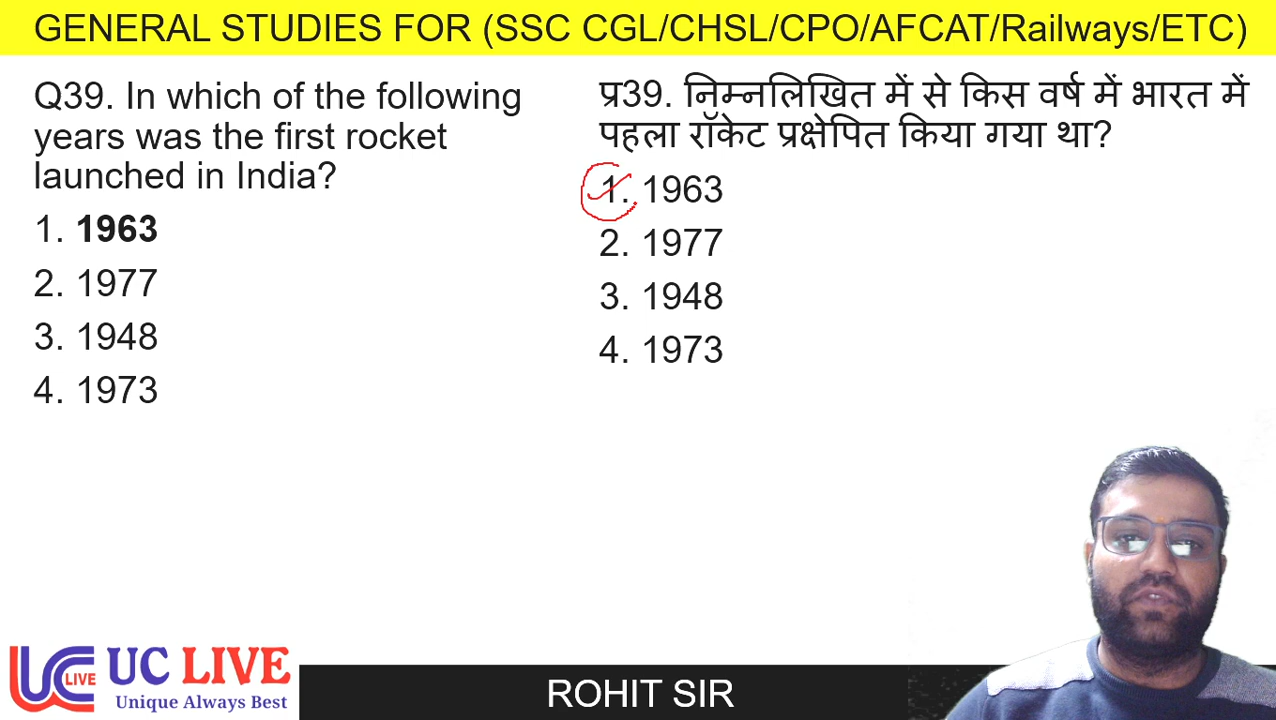 GENERAL STUDIES FOR (SSC CGL/CHSL/CPO/AFCAT/Railways/ETC)
Q39. In which of the following
years was the first rocket
launched in India?
1. 1963
2. 1977
3. 1948
4. 1973
प्र39. निम्नलिखित में से किस वर्ष में भारत में
पहला रॉकेट प्रक्षेपित किया गया था?
1. 1963
2. 1977
3. 1948
4. 1973
UC LIVE
LIVE
Unique Always Best
ROHIT SIR